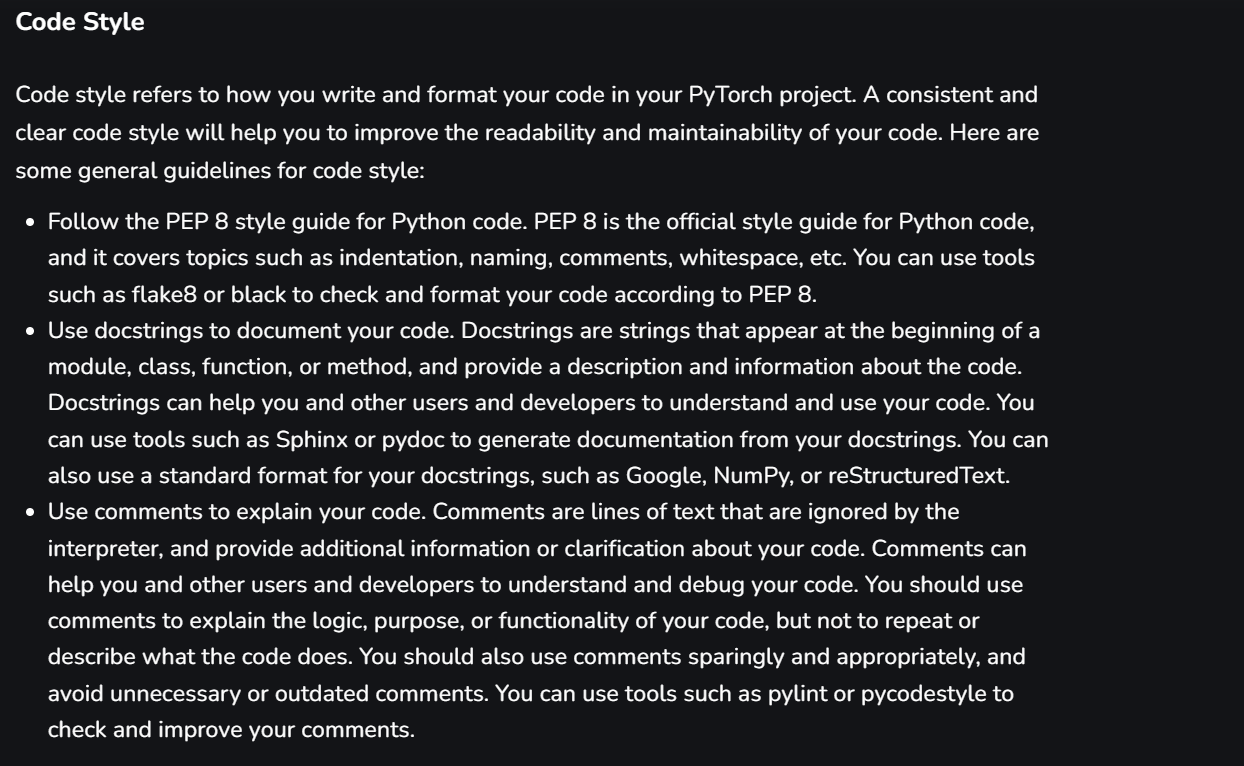 Code Style
Code style refers to how you write and format your code in your PyTorch project. A consistent and
clear code style will help you to improve the readability and maintainability of your code. Here are
some general guidelines for code style:
• Follow the PEP 8 style guide for Python code. PEP 8 is the official style guide for Python code,
and it covers topics such as indentation, naming, comments, whitespace, etc. You can use tools
such as flake8 or black to check and format your code according to PEP 8.
• Use docstrings to document your code. Docstrings are strings that appear at the beginning of a
module, class, function, or method, and provide a description and information about the code.
Docstrings can help you and other users and developers to understand and use your code. You
can use tools such as Sphinx or pydoc to generate documentation from your docstrings. You can
also use a standard format for your docstrings, such as Google, NumPy, or reStructuredText.
• Use comments to explain your code. Comments are lines of text that are ignored by the
interpreter, and provide additional information or clarification about your code. Comments can
help you and other users and developers to understand and debug your code. You should use
comments to explain the logic, purpose, or functionality of your code, but not to repeat or
describe what the code does. You should also use comments sparingly and appropriately, and
avoid unnecessary or outdated comments. You can use tools such as pylint or pycodestyle to
check and improve your comments.